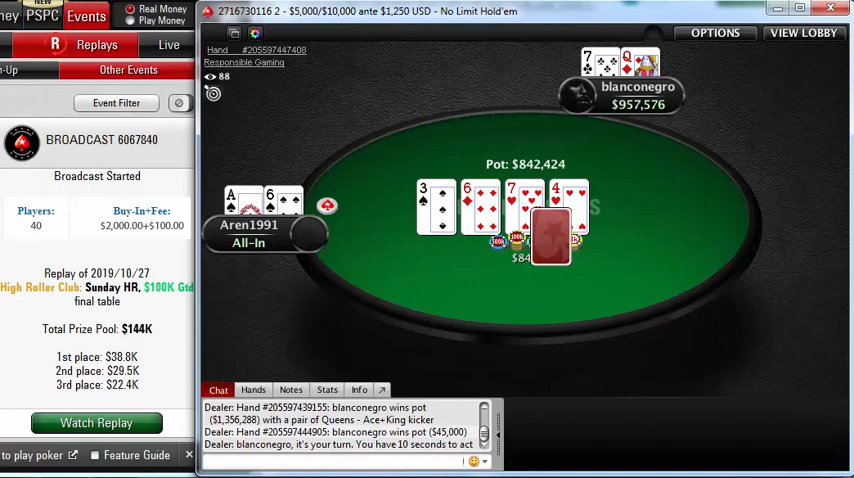 ney
NEW
PSPC
Events
Real Money
Play Money
R Replays
Live
-Up
Other Events
Event Filter
BROADCAST 6067840
Broadcast Started
Players:
40
Buy-In+Fee:
$2,000.00+$100.00
Replay of 2019/10/27
High Roller Club: Sunday HR, $100K Gtd
final table
Total Prize Pool: $144K
1st place: $38.8K
2nd place: $29.5K
3rd place: $22.4K
Watch Replay
to play poker
Feature Guide
2716730116 2 - $5,000/$10,000 ante $1,250 USD - No Limit Hold'em
Hand #205597447408
Responsible Gaming
88
OPTIONS
VIEW LOBBY
7
Q
blanconegro
$957,576
Pot: $842,424
A
6
Aren1991
All-In
3
6
7
4
$84
Chat
Hands
Notes
Stats
Info
Dealer: Hand #205597439155: blanconegro wins pot
($1,356,288) with a pair of Queens - Ace+King kicker
Dealer: Hand #205597444905: blanconegro wins pot ($45,000)
Dealer: blanconegro, it's your turn. You have 10 seconds to act